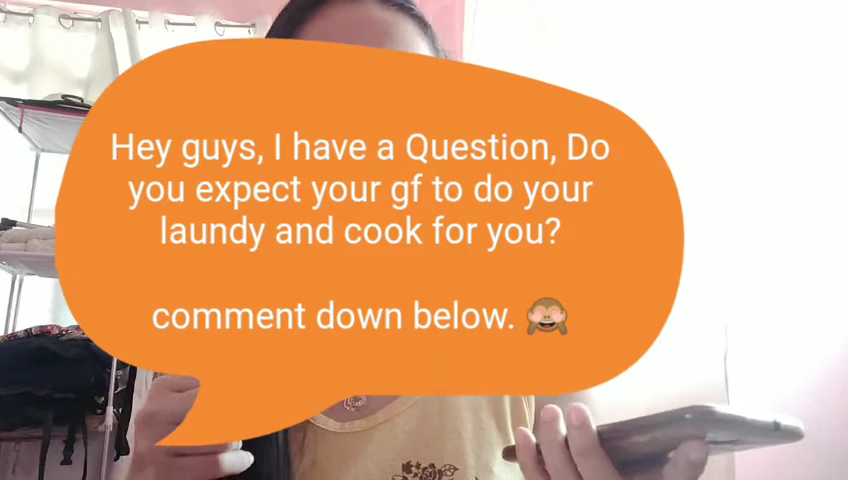 Hey guys, I have a Question, Do
you expect your gf to do your
laundy and cook for you?
comment down below. 🙈